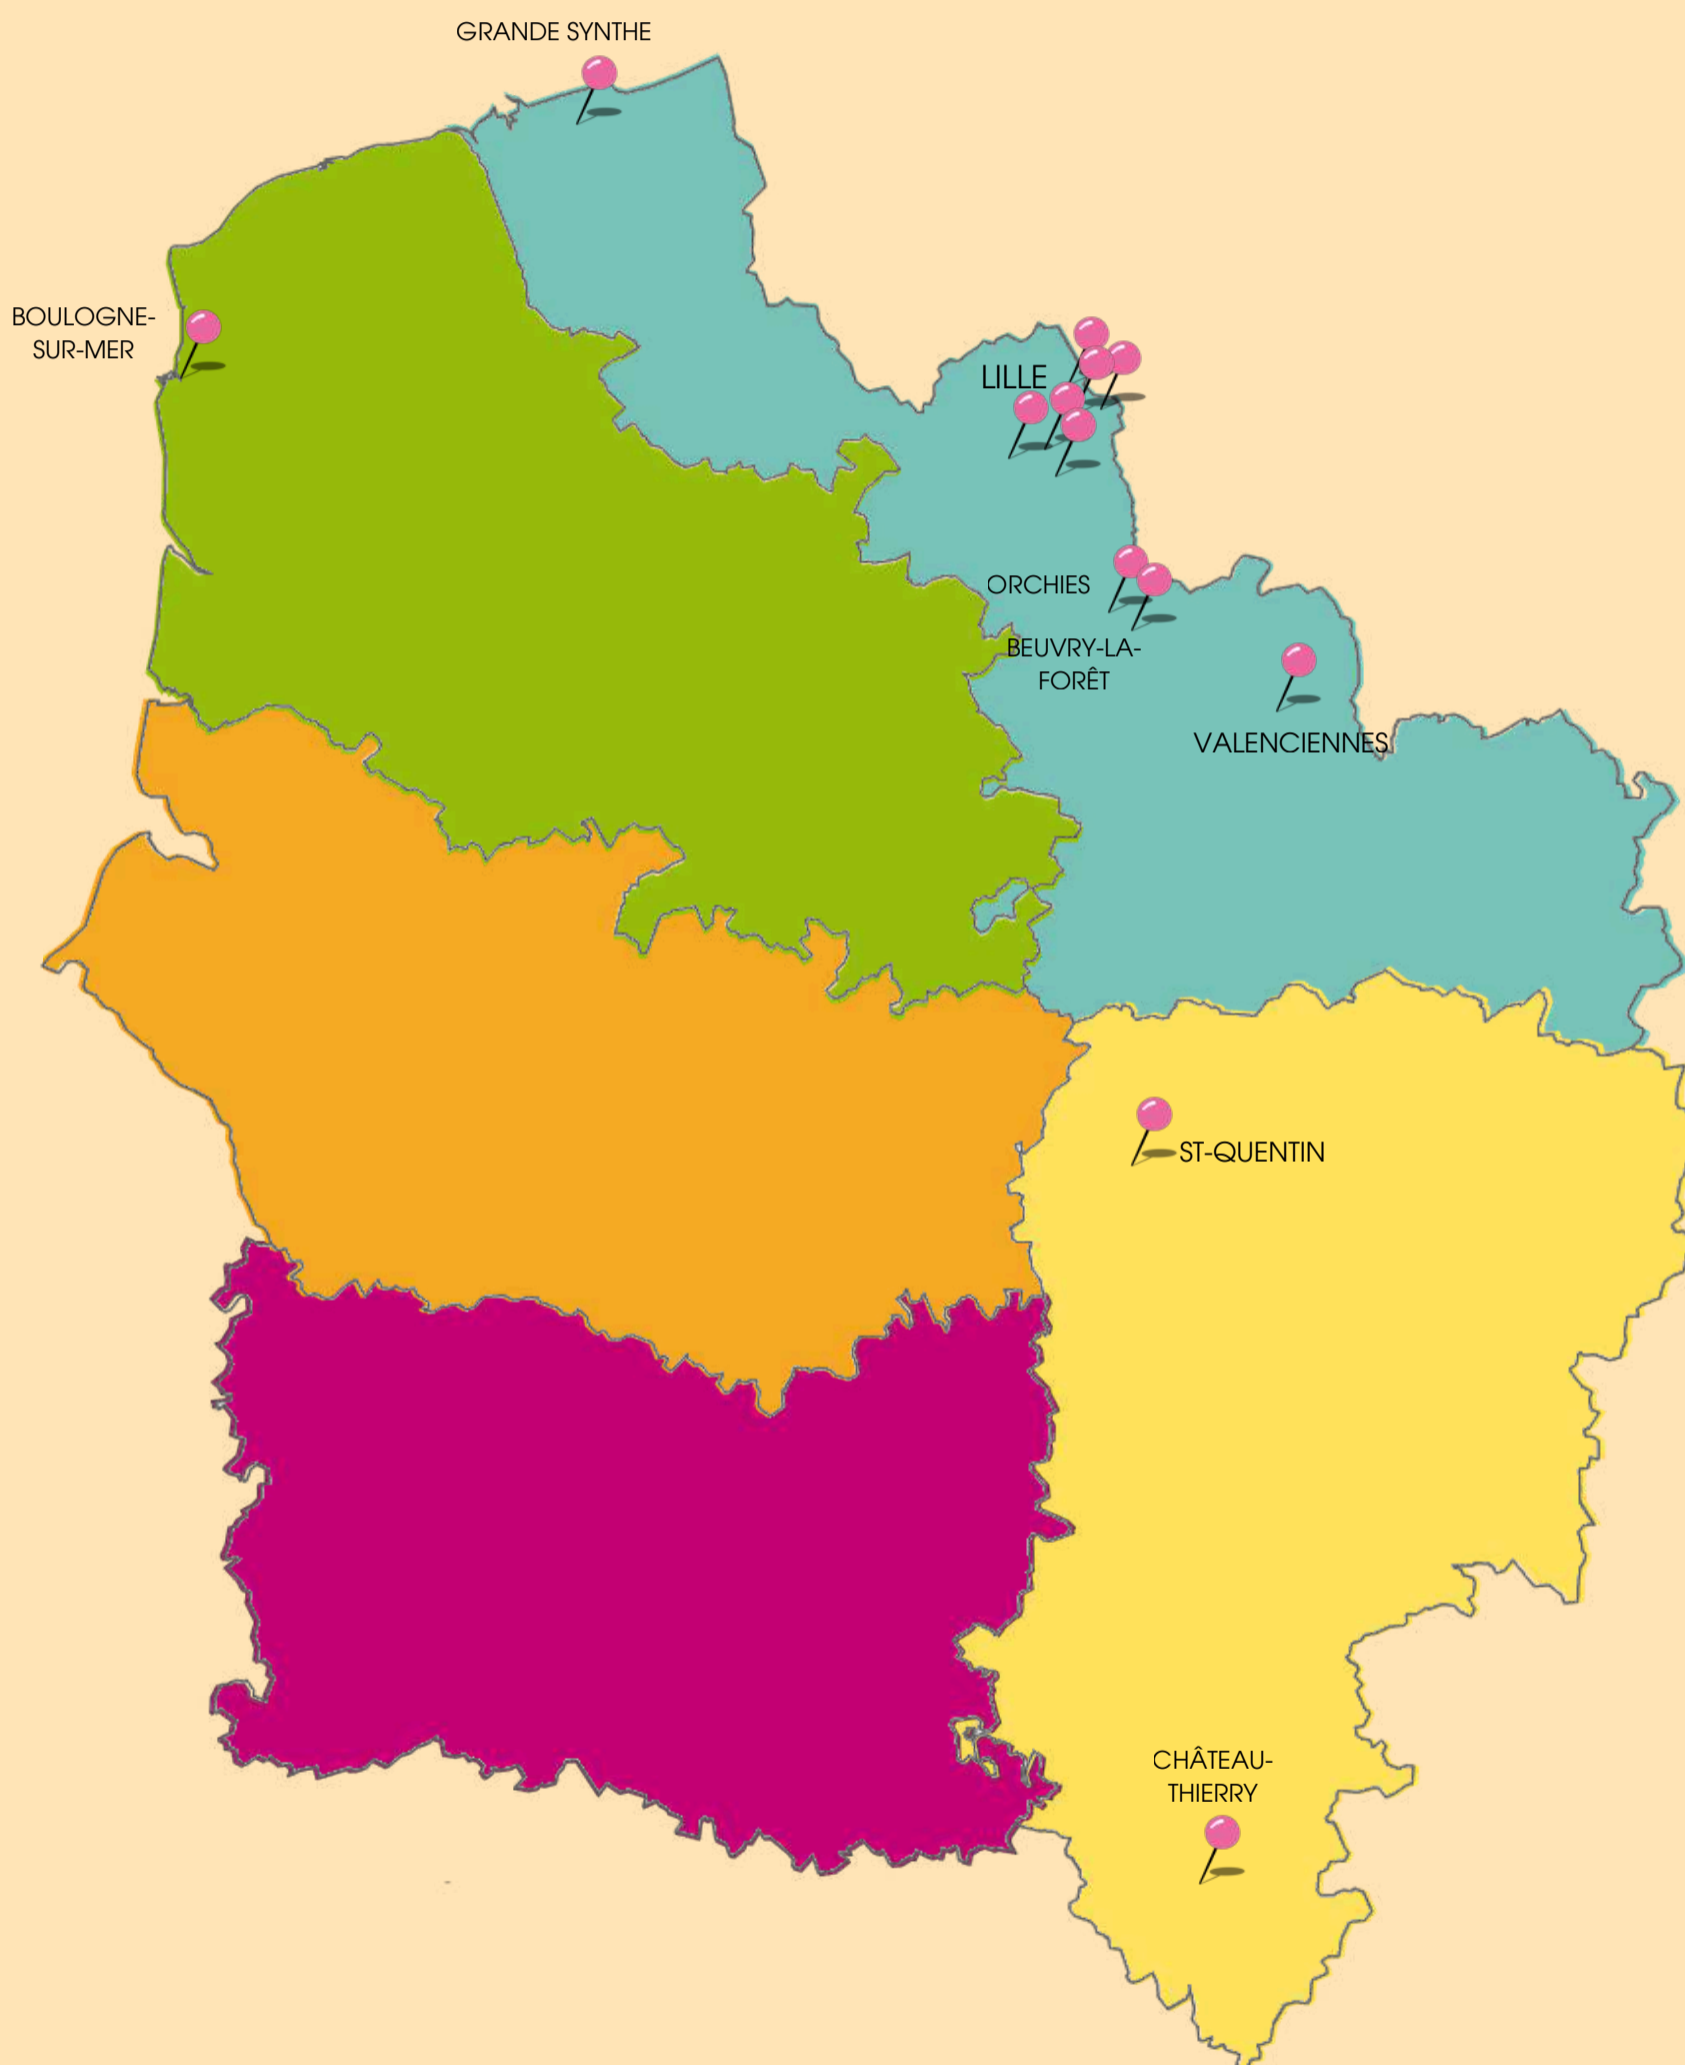 GRANDE SYNTHE
BOULOGNE-
SUR-MER
LILLE
ORCHIES
BEUVRY-LA-
FORÊT
VALENCIENNES
ST-QUENTIN
CHÂTEAU-
THIERRY